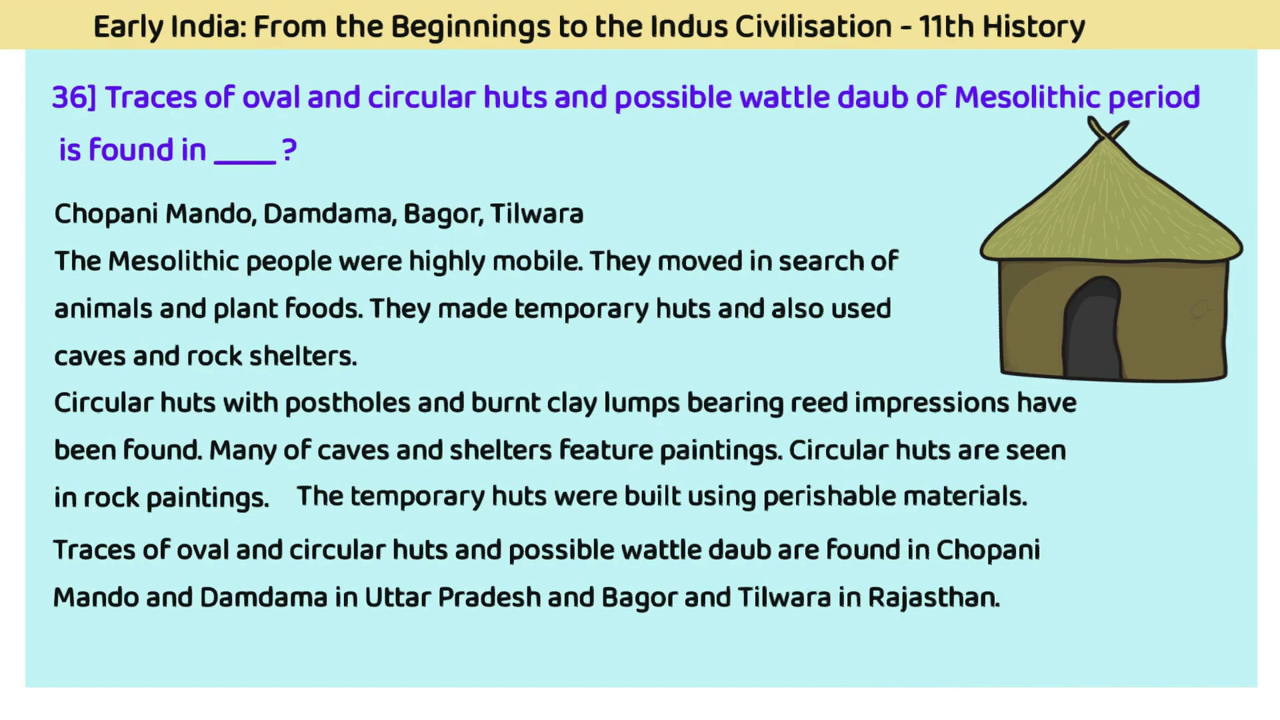 Early India: From the Beginnings to the Indus Civilisation - 11th History
36] Traces of oval and circular huts and possible wattle daub of Mesolithic period
is found in ____ ?
Chopani Mando, Damdama, Bagor, Tilwara
The Mesolithic people were highly mobile. They moved in search of
animals and plant foods. They made temporary huts and also used
caves and rock shelters.
Circular huts with postholes and burnt clay lumps bearing reed impressions have
been found. Many of caves and shelters feature paintings. Circular huts are seen
in rock paintings. The temporary huts were built using perishable materials.
Traces of oval and circular huts and possible wattle daub are found in Chopani
Mando and Damdama in Uttar Pradesh and Bagor and Tilwara in Rajasthan.